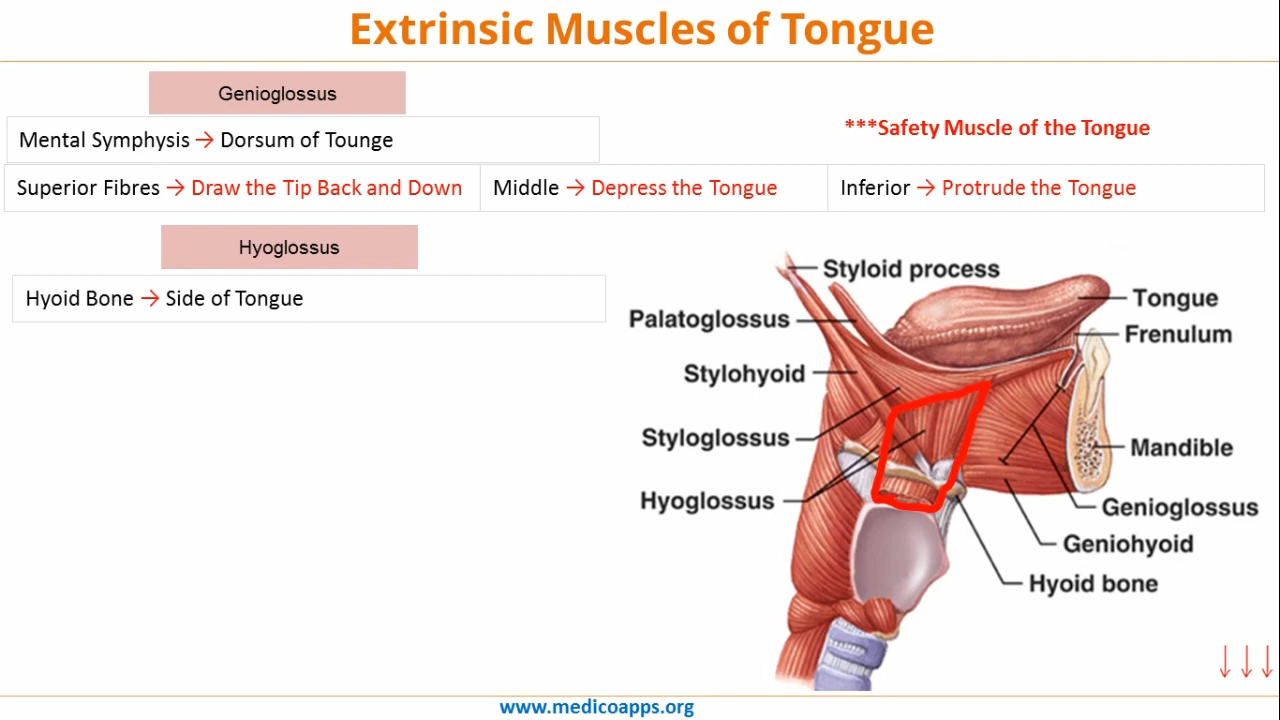 Extrinsic Muscles of Tongue
Genioglossus
Mental Symphysis → Dorsum of Tounge
***Safety Muscle of the Tongue
Superior Fibres → Draw the Tip Back and Down
Middle → Depress the Tongue
Inferior → Protrude the Tongue
Hyoglossus
Hyoid Bone → Side of Tongue
Styloid process
Tongue
Palatoglossus
Frenulum
Stylohyoid
Styloglossus
Mandible
Hyoglossus
Genioglossus
Geniohyoid
Hyoid bone
www.medicoapps.org